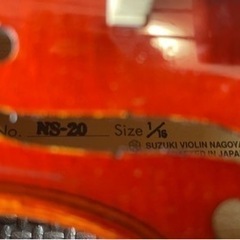 No. NS-20 Size 1/16
SUZUKI VIOLIN NAGOYA
IN JAPAN